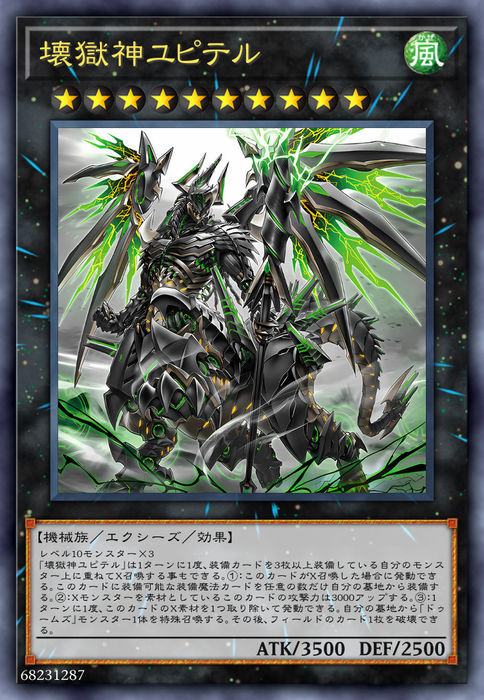 壊獄神ユピテル
かぜ
風
【機械族／エクシーズ／効果】
レベル10モンスター×3
「壊獄神ユピテル」は1ターンに1度、装備カードを3枚以上装備している自分のモンス
ター上に重ねてX召喚する事もできる。①：このカードがX召喚した場合に発動でき
る。このカードに装備可能な装備魔法カードを任意の数だけ自分の墓地から装備す
る。②：Xモンスターを素材としているこのカードの攻撃力は3000アップする。③：1
ターンに1度、このカードのX素材を1つ取り除いて発動できる。自分の墓地から「ドゥ
ームズ」モンスター1体を特殊召喚する。その後、フィールドのカード1枚を破壊でき
る。
ATK/3500 DEF/2500
68231287